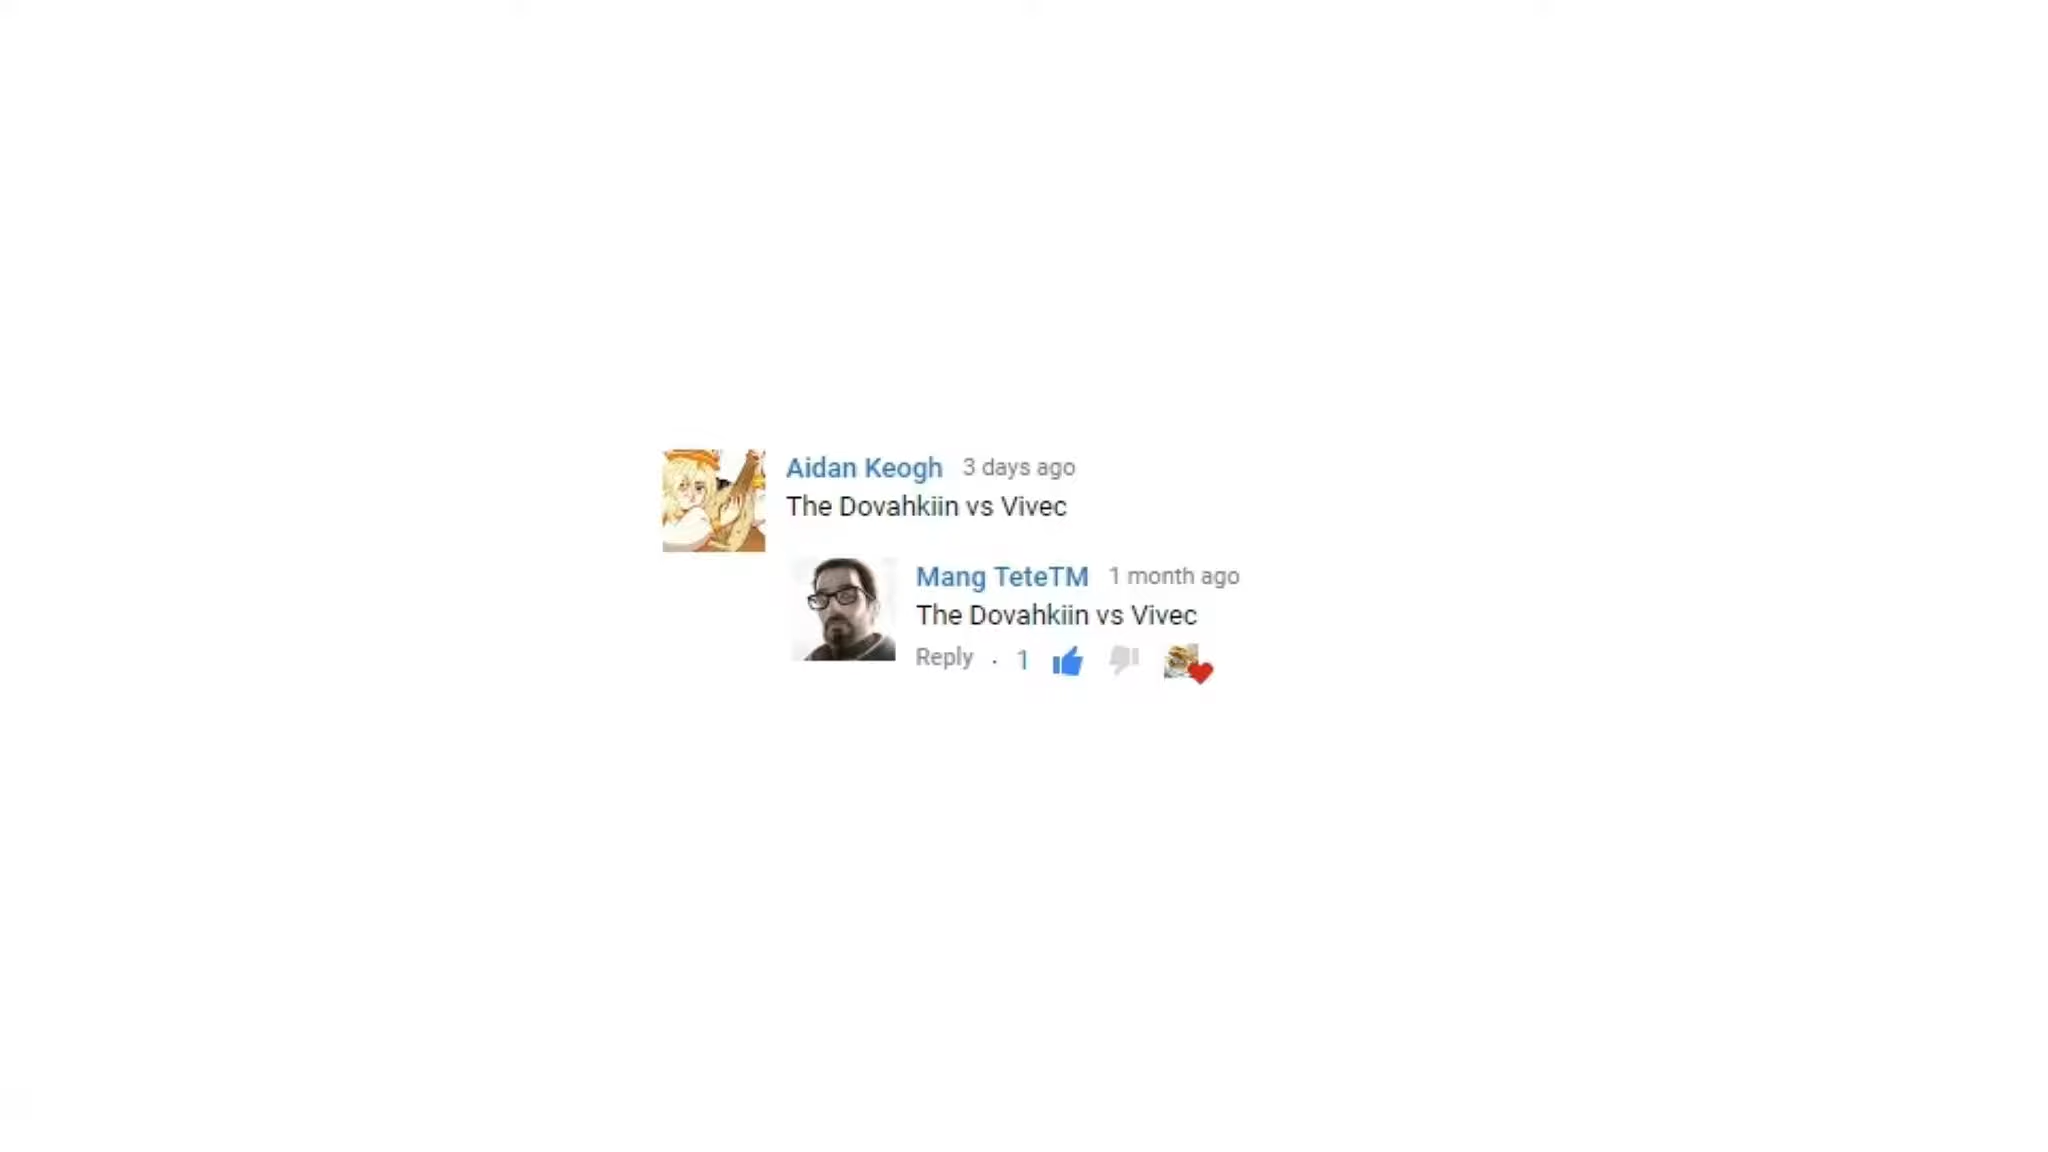 Aidan Keogh 3 days ago
The Dovahkiin vs Vivec
Mang TeteTM 1 month ago
The Dovahkiin vs Vivec
Reply · 1